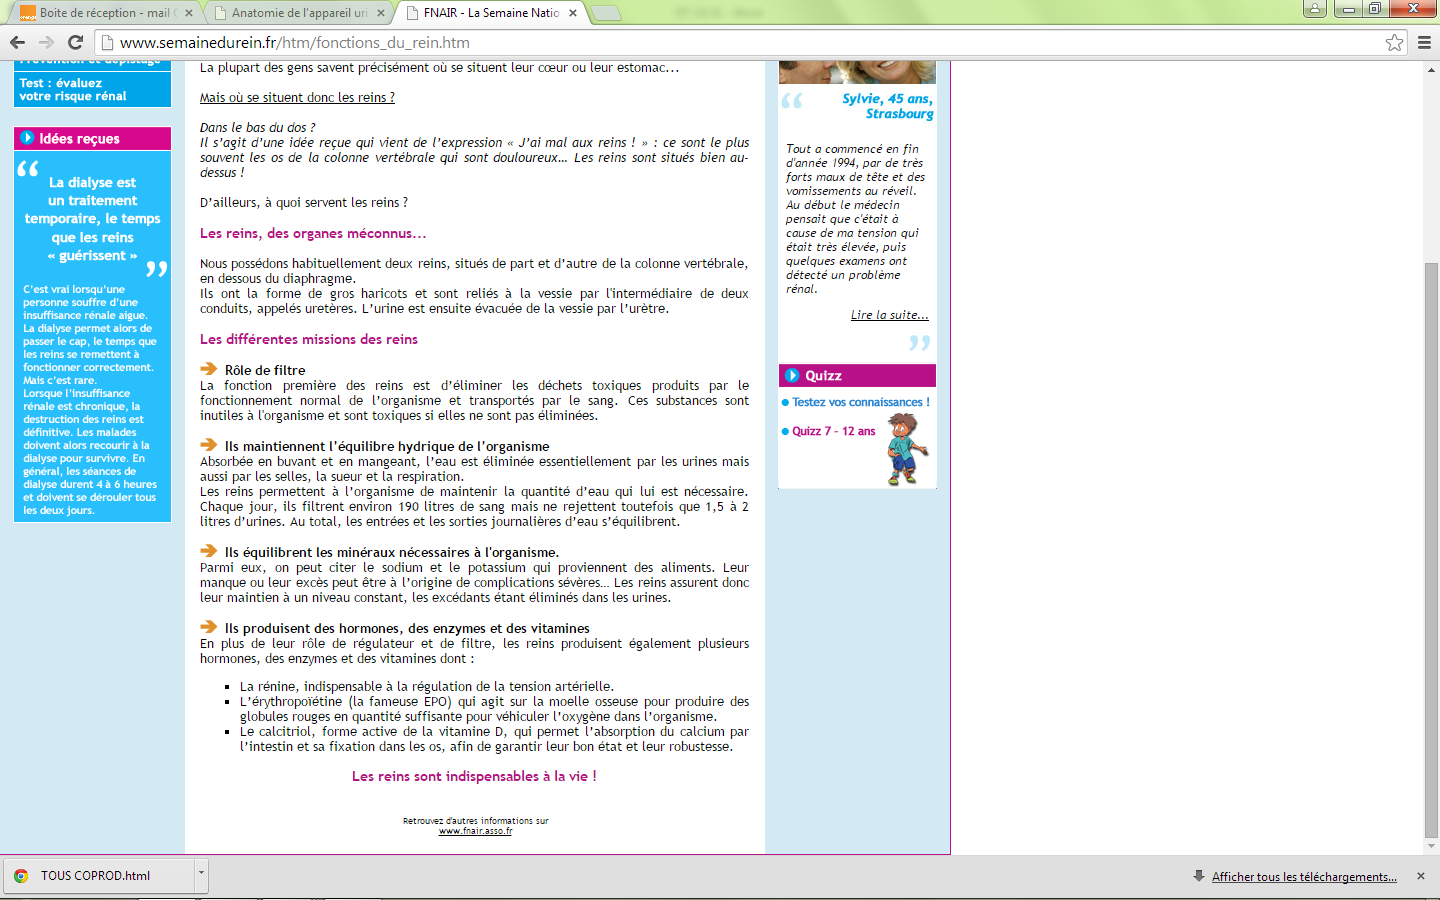 Boite de réception - mail
Anatomie de l'appareil uri
FNAIR - La Semaine Natio
www.semainedurein.fr/htm/fonctions_du_rein.htm
Prévention et dépistage
Test : évaluez
votre risque rénal
Idées reçues
“
La dialyse est
un traitement
temporaire, le temps
que les reins
« guérissent »
”
C'est vrai lorsqu'une
personne souffre d'une
insuffisance rénale aigue.
La dialyse permet alors de
passer le cap, le temps que
les reins se remettent à
fonctionner correctement.
Mais c'est rare.
Lorsque l'insuffisance
rénale est chronique, la
destruction des reins est
définitive. Les malades
doivent alors recourir à la
dialyse pour survivre. En
général, les séances de
dialyse durent 4 à 6 heures
et doivent se dérouler tous
les deux jours.
La plupart des gens savent précisément où se situent leur cœur ou leur estomac...
Mais où se situent donc les reins ?
Dans le bas du dos ?
Il s'agit d'une idée reçue qui vient de l'expression « J'ai mal aux reins ! » : ce sont le plus
souvent les os de la colonne vertébrale qui sont douloureux... Les reins sont situés bien au-
dessus !
D'ailleurs, à quoi servent les reins ?
Les reins, des organes méconnus...
Nous possédons habituellement deux reins, situés de part et d'autre de la colonne vertébrale,
en dessous du diaphragme.
Ils ont la forme de gros haricots et sont reliés à la vessie par l'intermédiaire de deux
conduits, appelés uretères. L'urine est ensuite évacuée de la vessie par l'urètre.
Les différentes missions des reins
Rôle de filtre
La fonction première des reins est d'éliminer les déchets toxiques produits par le
fonctionnement normal de l'organisme et transportés par le sang. Ces substances sont
inutiles à l'organisme et sont toxiques si elles ne sont pas éliminées.
Ils maintiennent l'équilibre hydrique de l'organisme
Absorbée en buvant et en mangeant, l'eau est éliminée essentiellement par les urines mais
aussi par les selles, la sueur et la respiration.
Les reins permettent à l'organisme de maintenir la quantité d'eau qui lui est nécessaire.
Chaque jour, ils filtrent environ 190 litres de sang mais ne rejettent toutefois que 1,5 à 2
litres d'urines. Au total, les entrées et les sorties journalières d'eau s'équilibrent.
Ils équilibrent les minéraux nécessaires à l'organisme.
Parmi eux, on peut citer le sodium et le potassium qui proviennent des aliments. Leur
manque ou leur excès peut être à l'origine de complications sévères... Les reins assurent donc
leur maintien à un niveau constant, les excédants étant éliminés dans les urines.
Ils produisent des hormones, des enzymes et des vitamines
En plus de leur rôle de régulateur et de filtre, les reins produisent également plusieurs
hormones, des enzymes et des vitamines dont :
La rénine, indispensable à la régulation de la tension artérielle.
L'érythropoïétine (la fameuse EPO) qui agit sur la moelle osseuse pour produire des
globules rouges en quantité suffisante pour véhiculer l'oxygène dans l'organisme.
Le calcitriol, forme active de la vitamine D, qui permet l'absorption du calcium par
l'intestin et sa fixation dans les os, afin de garantir leur bon état et leur robustesse.
Les reins sont indispensables à la vie !
Retrouvez d'autres informations sur
www.fnair.asso.fr
“
Sylvie, 45 ans,
Strasbourg
Tout a commencé en fin
d'année 1994, par de très
forts maux de tête et des
vomissements au réveil.
Au début le médecin
pensait que c'était à
cause de ma tension qui
était très élevée, puis
quelques examens ont
détecté un problème
rénal.
Lire la suite...
”
Quizz
Testez vos connaissances !
Quizz 7 - 12 ans
TOUS COPROD.html
Afficher tous les téléchargements...